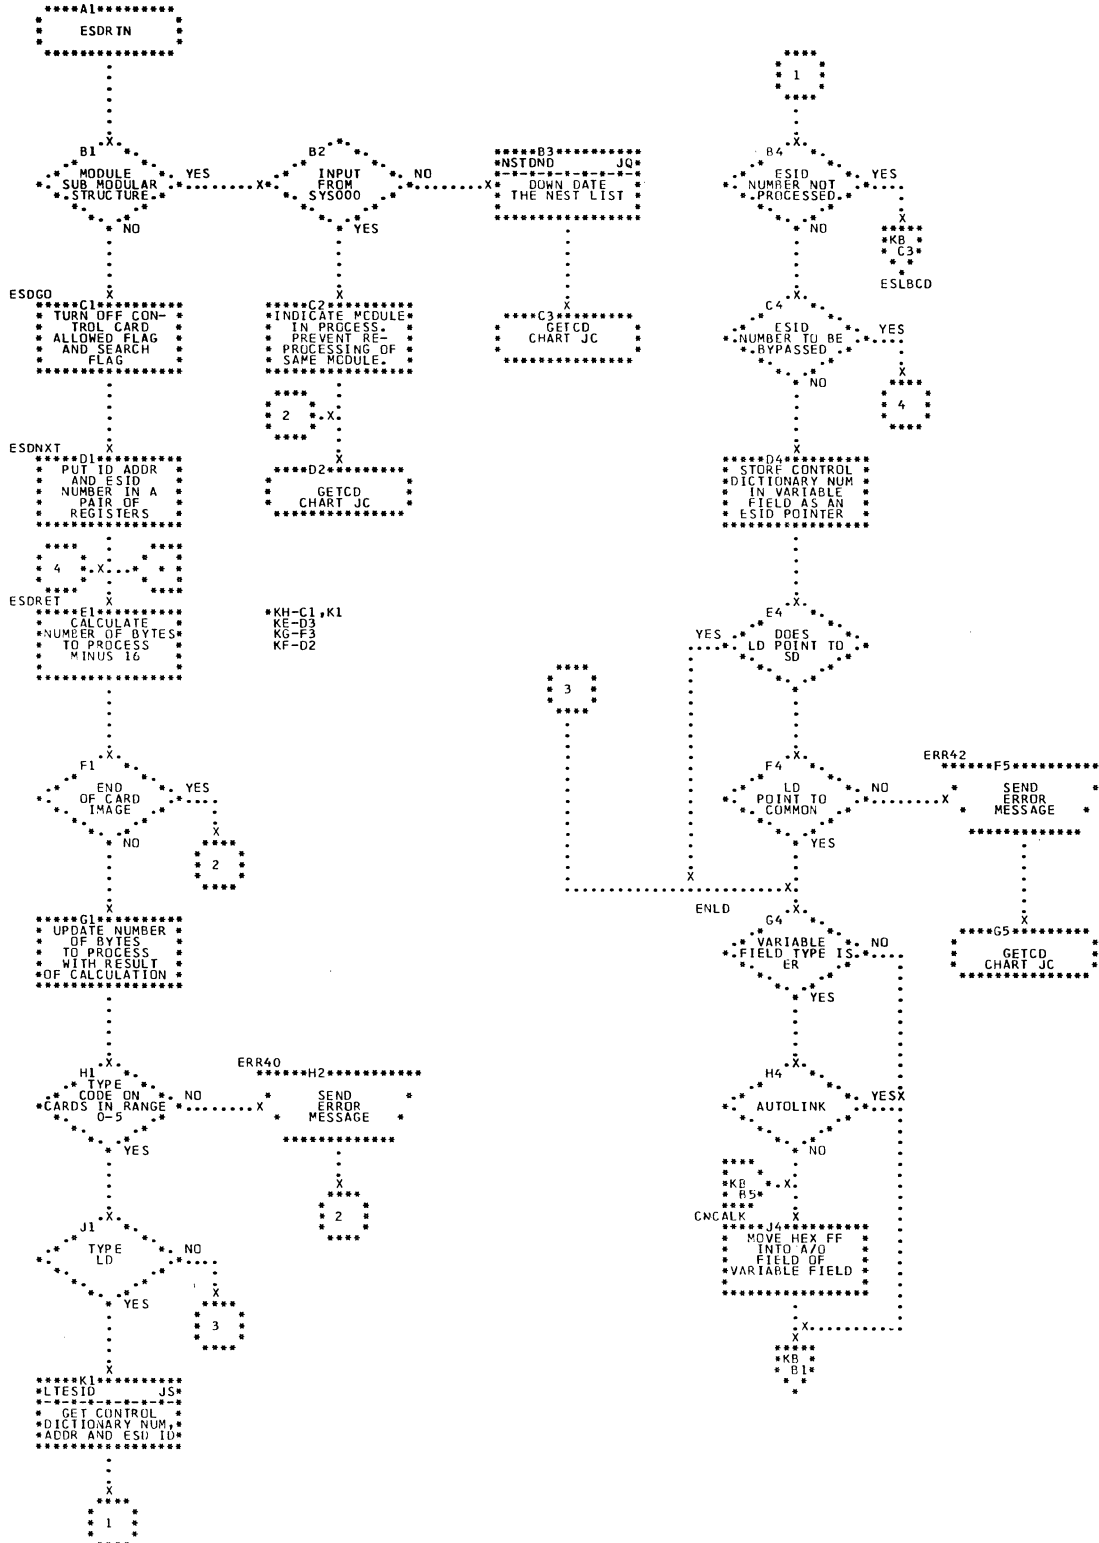 A1
ESDRTN
B1
MODULE
SUB MODULAR
STRUCTURE
YES
NO
B2
INPUT
FROM
SYS000
NO
YES
B3
NSTDND JQ
DOWN DATE
THE NEST LIST
C3
GETCD
CHART JC
ESDGO
C1
TURN OFF CON-
TROL CARD
ALLOWED FLAG
AND SEARCH
FLAG
C2
INDICATE MODULE
IN PROCESS.
PREVENT RE-
PROCESSING OF
SAME MODULE.
2
D2
GETCD
CHART JC
ESDNXT
D1
PUT ID ADDR
AND ESID
NUMBER IN A
PAIR OF
REGISTERS
4
*
ESDRET
E1
CALCULATE
NUMBER OF BYTES
TO PROCESS
MINUS 16
*KH-C1,K1
KE-D3
KG-F3
KF-D2
F1
END
OF CARD
IMAGE
YES
NO
2
G1
UPDATE NUMBER
OF BYTES
TO PROCESS
WITH RESULT
OF CALCULATION
H1
TYPE
CODE ON
CARDS IN RANGE
0-5
NO
YES
ERR40
H2
SEND
ERROR
MESSAGE
2
J1
TYPE
LD
NO
YES
3
K1
LTESID JS
GET CONTROL
DICTIONARY NUM,
ADDR AND ESD ID
1
1
B4
ESID
NUMBER NOT
PROCESSED
YES
NO
KB
C3
ESLBCD
C4
ESID
NUMBER TO BE
BYPASSED
YES
NO
4
D4
STORE CONTROL
DICTIONARY NUM
IN VARIABLE
FIELD AS AN
ESID POINTER
E4
DOES
LD POINT TO
SD
YES
3
F4
LD
POINT TO
COMMON
NO
YES
ERR42
F5
SEND
ERROR
MESSAGE
G5
GETCD
CHART JC
ENLD
G4
VARIABLE
FIELD TYPE IS
ER
NO
YES
H4
AUTOLINK
YES
NO
KB
B5
CNCALK
J4
MOVE HEX FF
INTO A/O
FIELD OF
VARIABLE FIELD
KB
B1